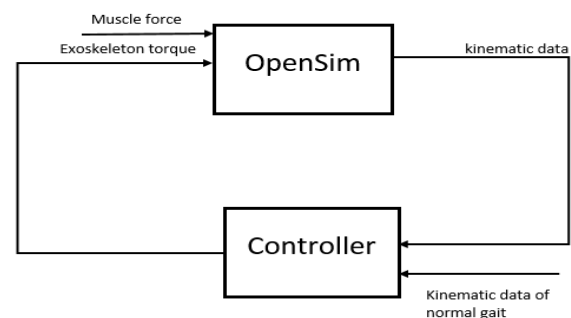 Muscle force
Exoskeleton torque
OpenSim
kinematic data
Controller
Kinematic data of
normal gait